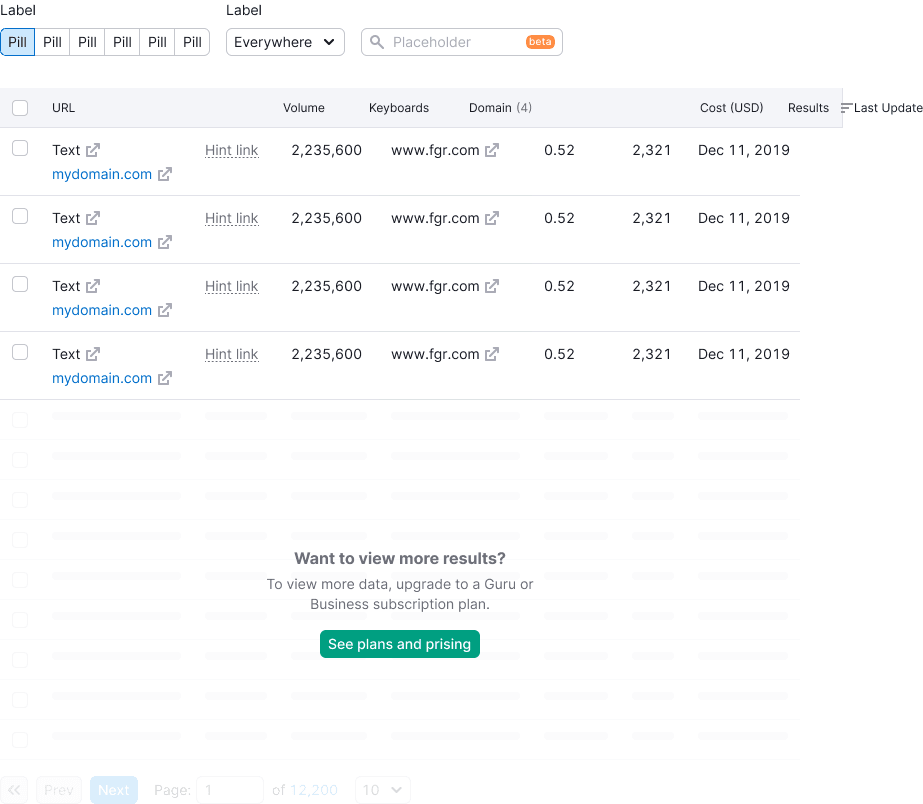 Label Label
Pill Pill Pill Pill Pill Pill Everywhere Placeholder beta
URL Volume Keyboards Domain (4) Cost (USD) Results Last Update
Text Hint link 2,235,600 www.fgr.com 0.52 2,321 Dec 11, 2019
mydomain.com
Text Hint link 2,235,600 www.fgr.com 0.52 2,321 Dec 11, 2019
mydomain.com
Text Hint link 2,235,600 www.fgr.com 0.52 2,321 Dec 11, 2019
mydomain.com
Text Hint link 2,235,600 www.fgr.com 0.52 2,321 Dec 11, 2019
mydomain.com
Want to view more results?
To view more data, upgrade to a Guru or
Business subscription plan.
See plans and prising
Prev Next Page: 1 of 12,200 10